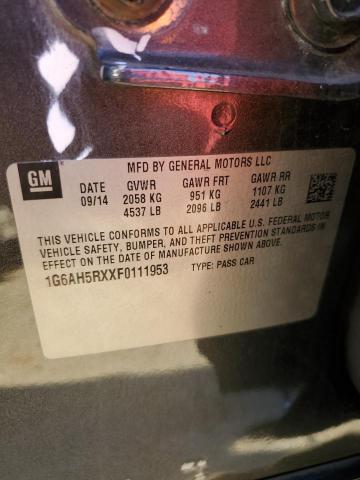 GM
MFD BY GENERAL MOTORS LLC
DATE GVWR GAWR FRT GAWR RR
09/14 2058 KG 951 KG 1107 KG
4537 LB 2096 LB 2441 LB
THIS VEHICLE CONFORMS TO ALL APPLICABLE U.S. FEDERAL MOTOR
VEHICLE SAFETY, BUMPER, AND THEFT PREVENTION STANDARDS
IN EFFECT ON THE DATE OF MANUFACTURE SHOWN ABOVE.
1G6AH5RXXF0111953 TYPE: PASS CAR